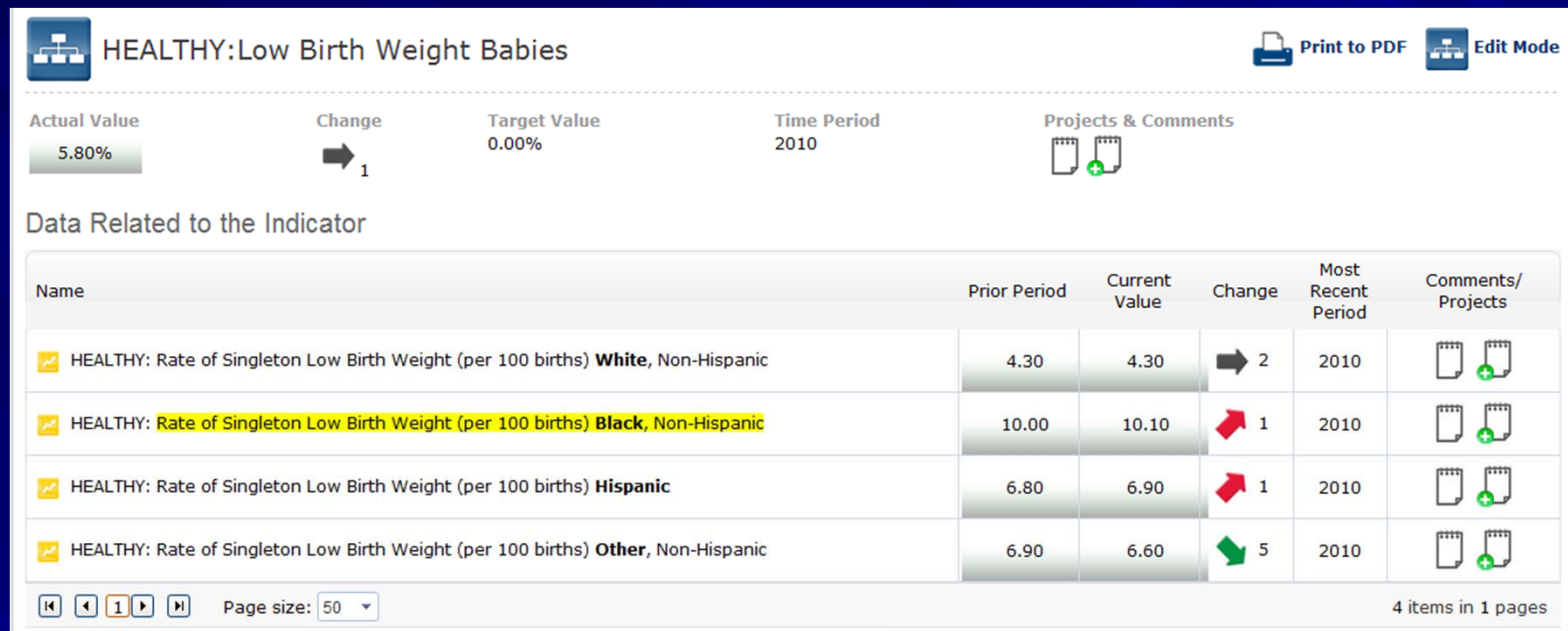 HEALTHY:Low Birth Weight Babies
Print to PDF
Edit Mode
Actual Value Change Target Value Time Period Projects & Comments
5.80% 1 0.00% 2010
Data Related to the Indicator
Name Prior Period Current Value Change Most Recent Period Comments/ Projects
HEALTHY: Rate of Singleton Low Birth Weight (per 100 births) White, Non-Hispanic 4.30 4.30 2 2010
HEALTHY: Rate of Singleton Low Birth Weight (per 100 births) Black, Non-Hispanic 10.00 10.10 1 2010
HEALTHY: Rate of Singleton Low Birth Weight (per 100 births) Hispanic 6.80 6.90 1 2010
HEALTHY: Rate of Singleton Low Birth Weight (per 100 births) Other, Non-Hispanic 6.90 6.60 5 2010
1 Page size: 50 4 items in 1 pages